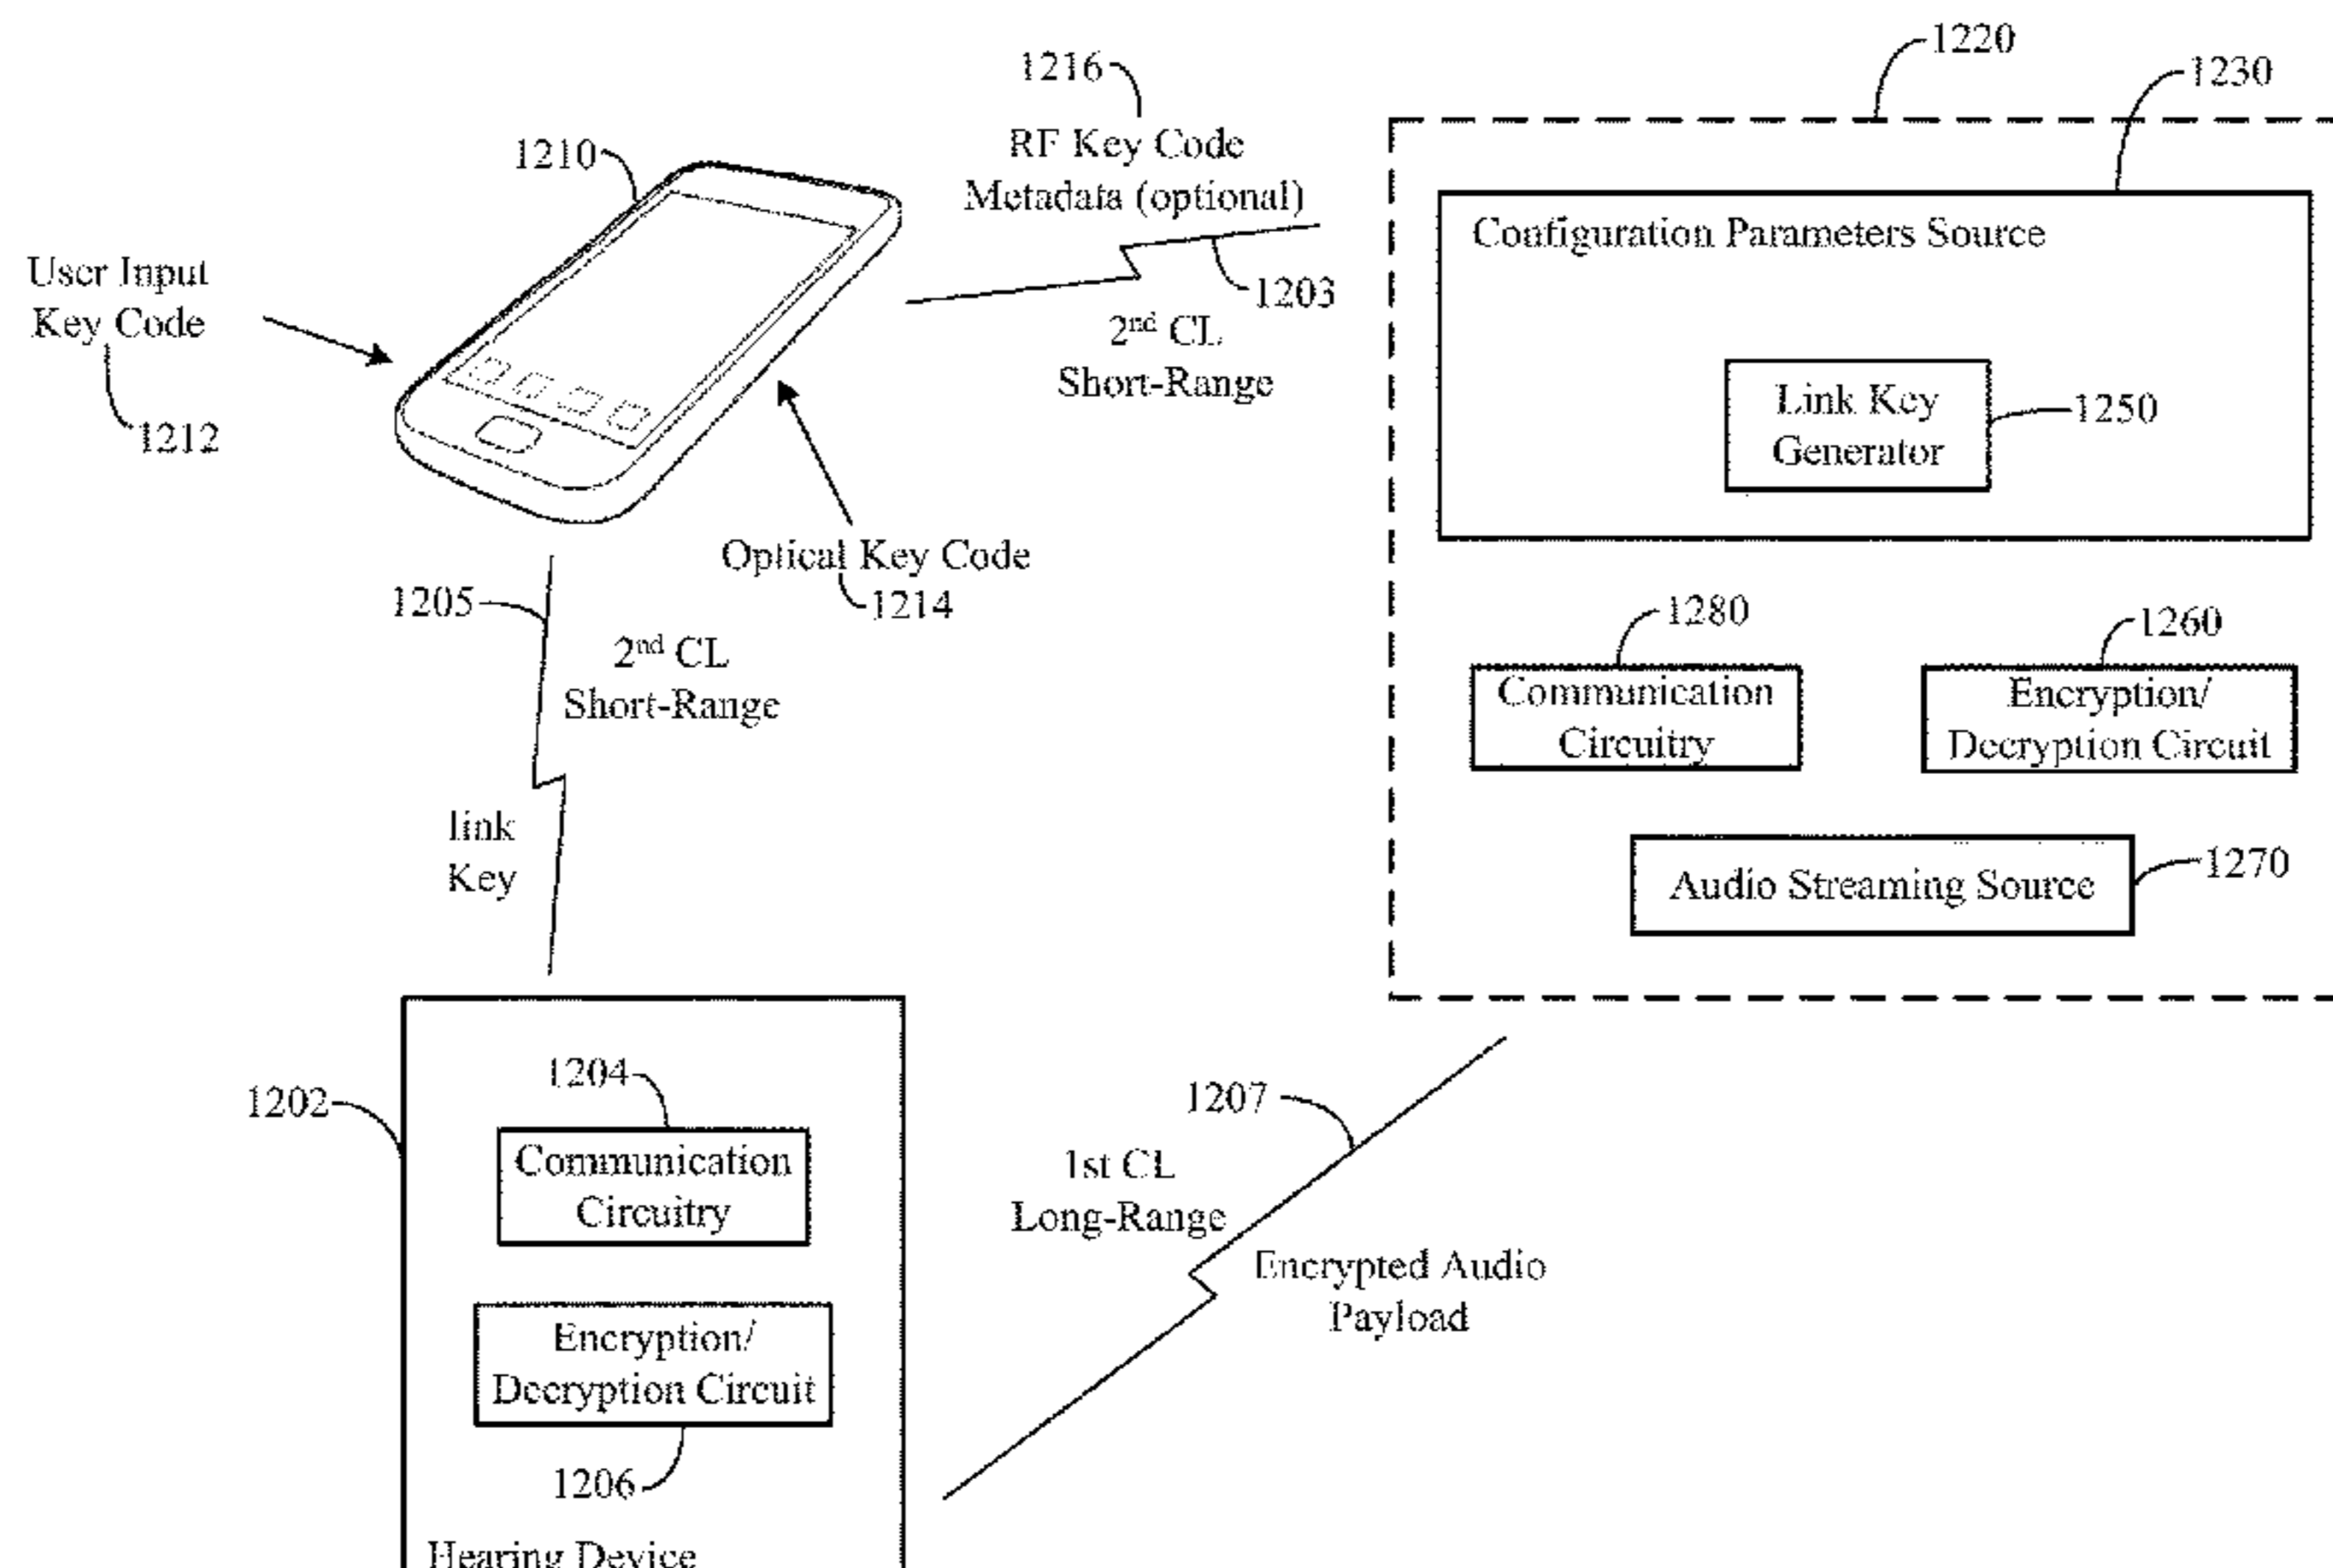 1220
1216
1230
RF Key Code
Metadata (optional)
1210
Configuration Parameters Source
User Input
Key Code
1203
2nd CL
Short-Range
1212
Link Key
Generator
1250
Optical Key Code
1214
1205
2nd CL
Short-Range
1280
1260
Communication
Circuitry
Encryption/
Decryption Circuit
link
Key
1270
Audio Streaming Source
1202
1204
Communication
Circuitry
1207
1st CL
Long-Range
Encrypted Audio
Payload
Encryption/
Decryption Circuit
1206
Hearing Device